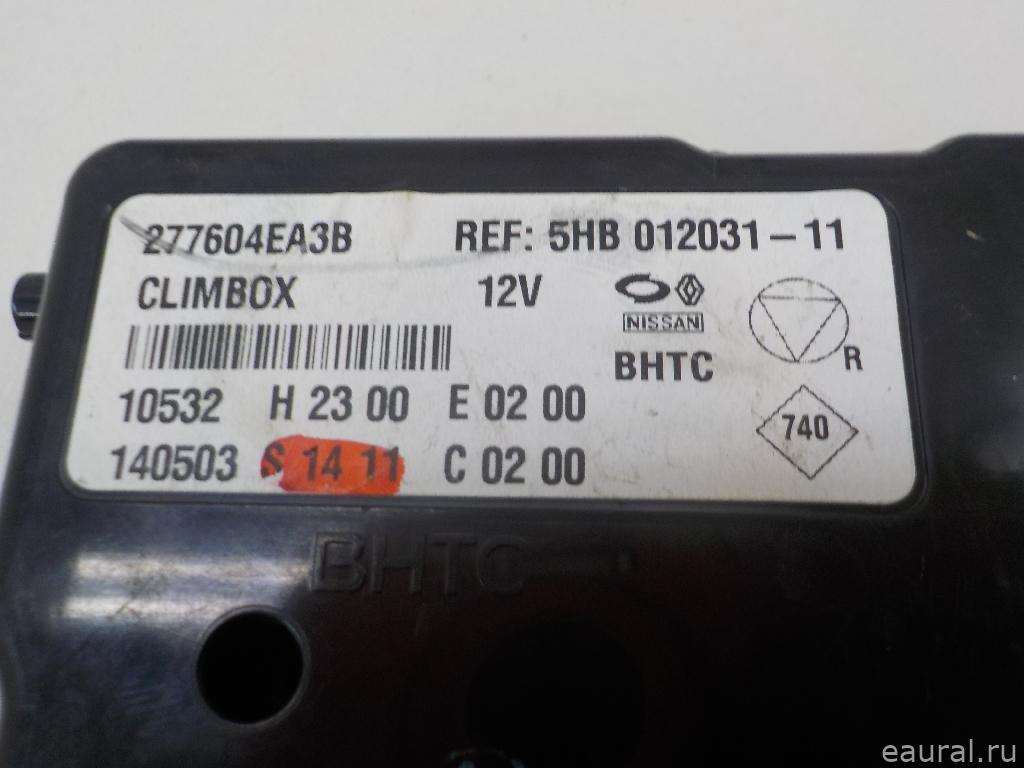 277604EA3B REF: 5HB 012031-11
CLIMBOX 12V
NISSAN
BHTC
R
10532 H 23 00 E 02 00
740
140503 S 14 11 C 02 00
BHTC
eaural.ru